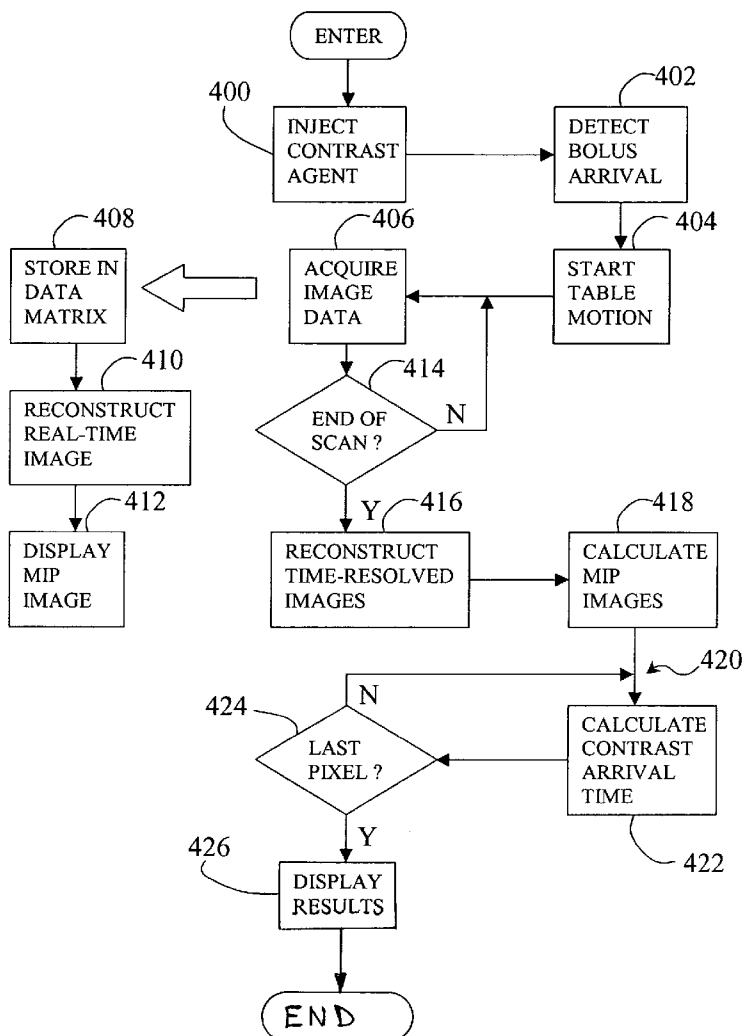 ENTER
400
INJECT
CONTRAST
AGENT
402
DETECT
BOLUS
ARRIVAL
404
START
TABLE
MOTION
406
ACQUIRE
IMAGE
DATA
408
STORE IN
DATA
MATRIX
410
RECONSTRUCT
REAL-TIME
IMAGE
412
DISPLAY
MIP
IMAGE
414
END OF
SCAN ?
N
Y
416
RECONSTRUCT
TIME-RESOLVED
IMAGES
418
CALCULATE
MIP
IMAGES
420
CALCULATE
CONTRAST
ARRIVAL
TIME
422
424
LAST
PIXEL ?
N
Y
426
DISPLAY
RESULTS
END